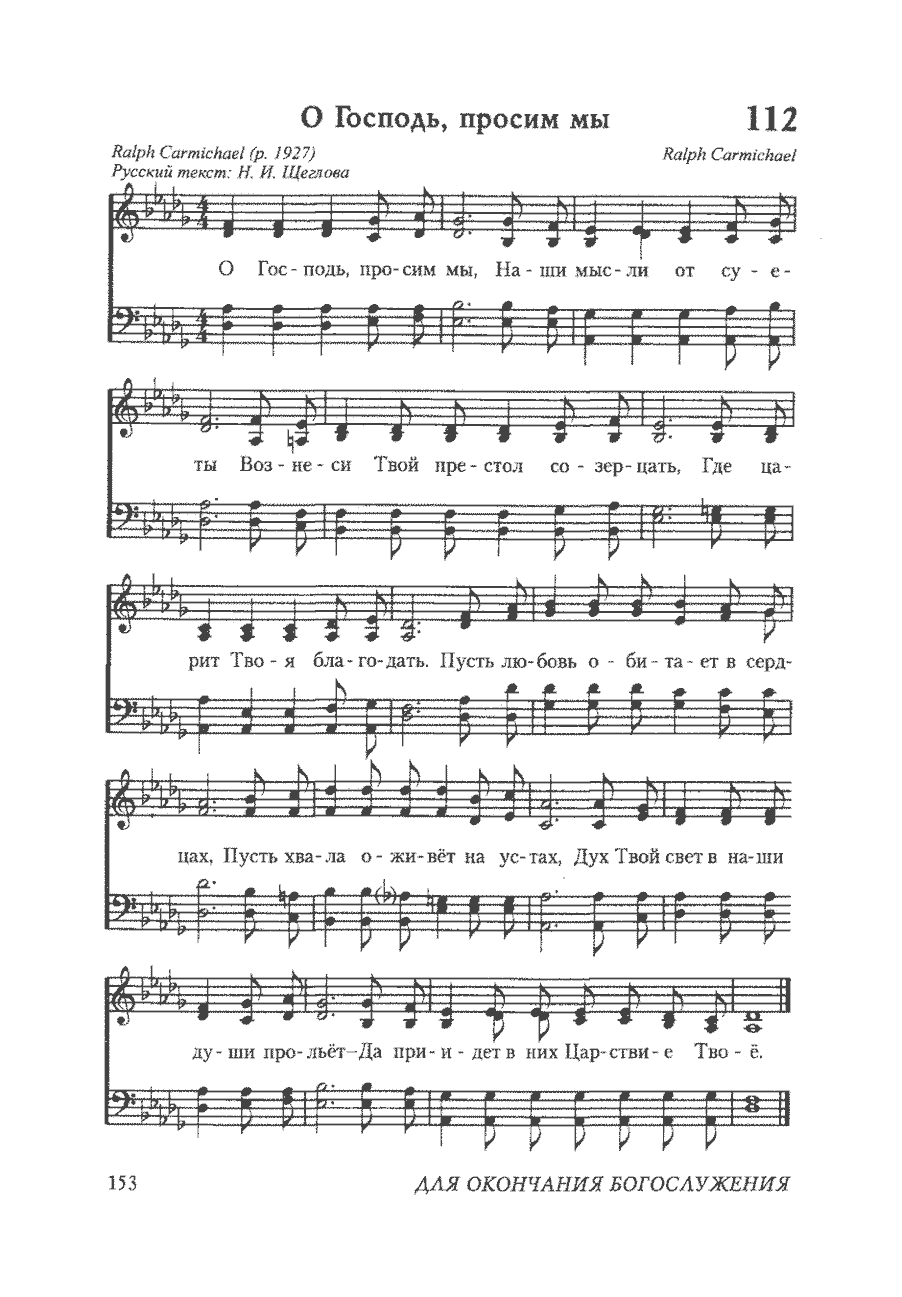 О Господь, просим мы 112
Ralph Carmichael (р. 1927) Ralph Carmichael
Русский текст: Н. И. Щеглова
О Гос - подь, про - сим мы, На - ши мыс - ли от су - е -
ты Воз - не - си Твой пре - стол со - зер - цать, Где ца -
рит Тво - я бла - го - дать. Пусть лю - бовь о - би - та - ет в серд -
цах, Пусть хва - ла о - жи - вёт на ус - тах, Дух Твой свет в на - ши
ду - ши про - льёт – Да при - и - дет в них Цар - стви - е Тво - ё.
153 ДЛЯ ОКОНЧАНИЯ БОГОСЛУЖЕНИЯ